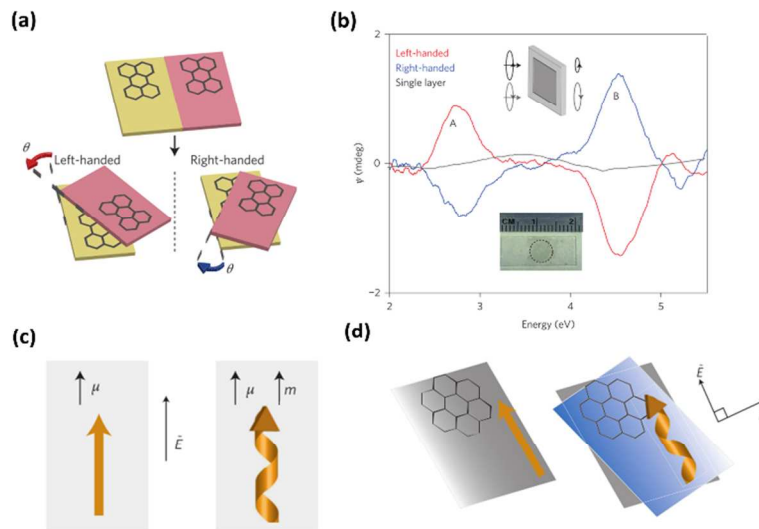 (a)
θ
Left-handed
Right-handed
θ
(b)
2
Left-handed
Right-handed
Single layer
A
B
ψ (mdeg)
0
CM 1 2
−2
2 3 4 5
Energy (eV)
(c)
μ
Ē
μ m
(d)
Ē